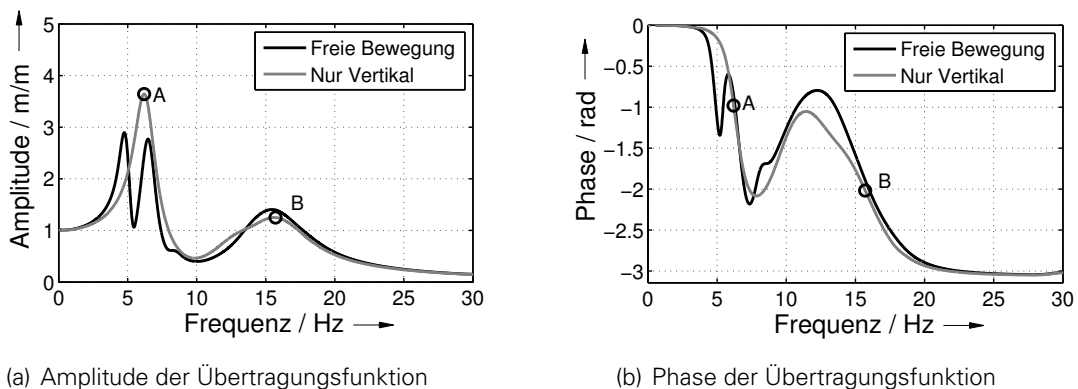 5
4
3
2
1
0
Amplitude / m/m
Freie Bewegung
Nur Vertikal
A
B
0 5 10 15 20 25 30
Frequenz / Hz
(a) Amplitude der Übertragungsfunktion
0
−0.5
−1
−1.5
−2
−2.5
−3
Phase / rad
Freie Bewegung
Nur Vertikal
A
B
0 5 10 15 20 25 30
Frequenz / Hz
(b) Phase der Übertragungsfunktion